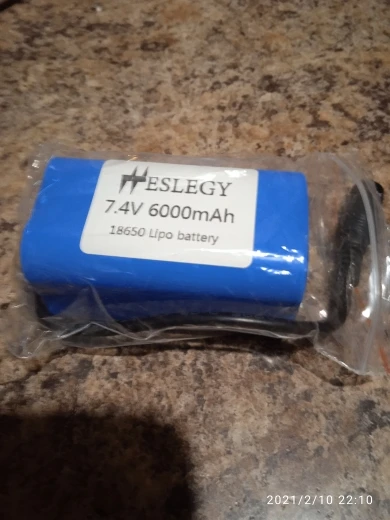 HESLEGY
7.4V 6000mAh
18650 Lipo battery
2021/2/10 22:10